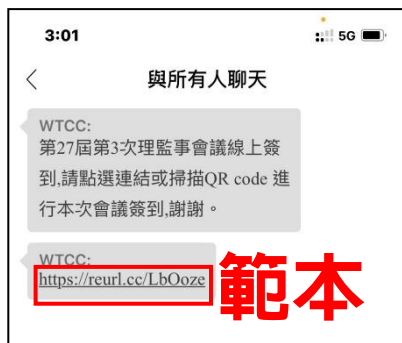 3:01
5G
與所有人聊天
WTCC:
第27屆第3次理監事會議線上簽
到,請點選連結或掃描QR code 進
行本次會議簽到,謝謝。
WTCC:
https://reurl.cc/LbOoze
範本